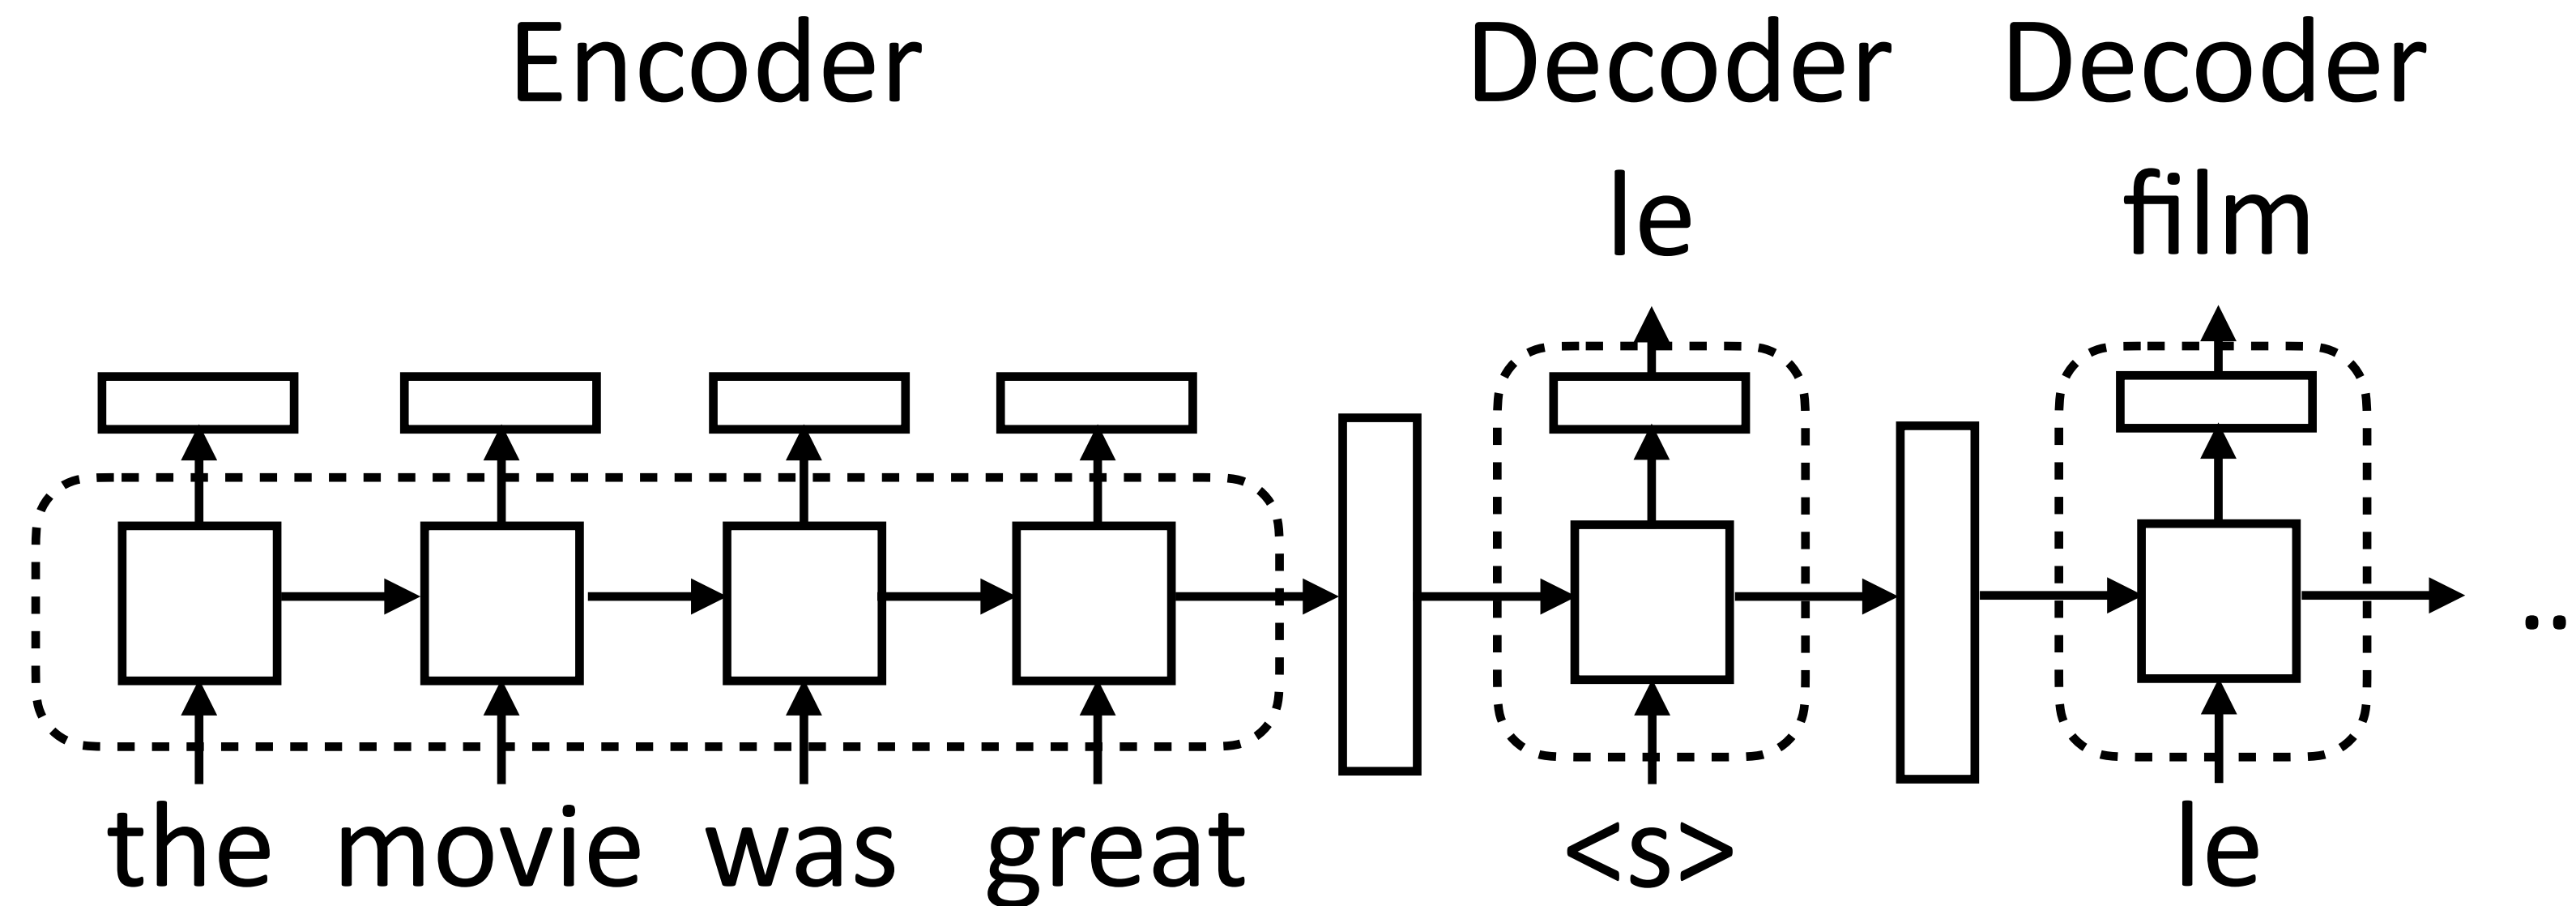 Encoder Decoder Decoder
le film
the movie was great <s> le
..